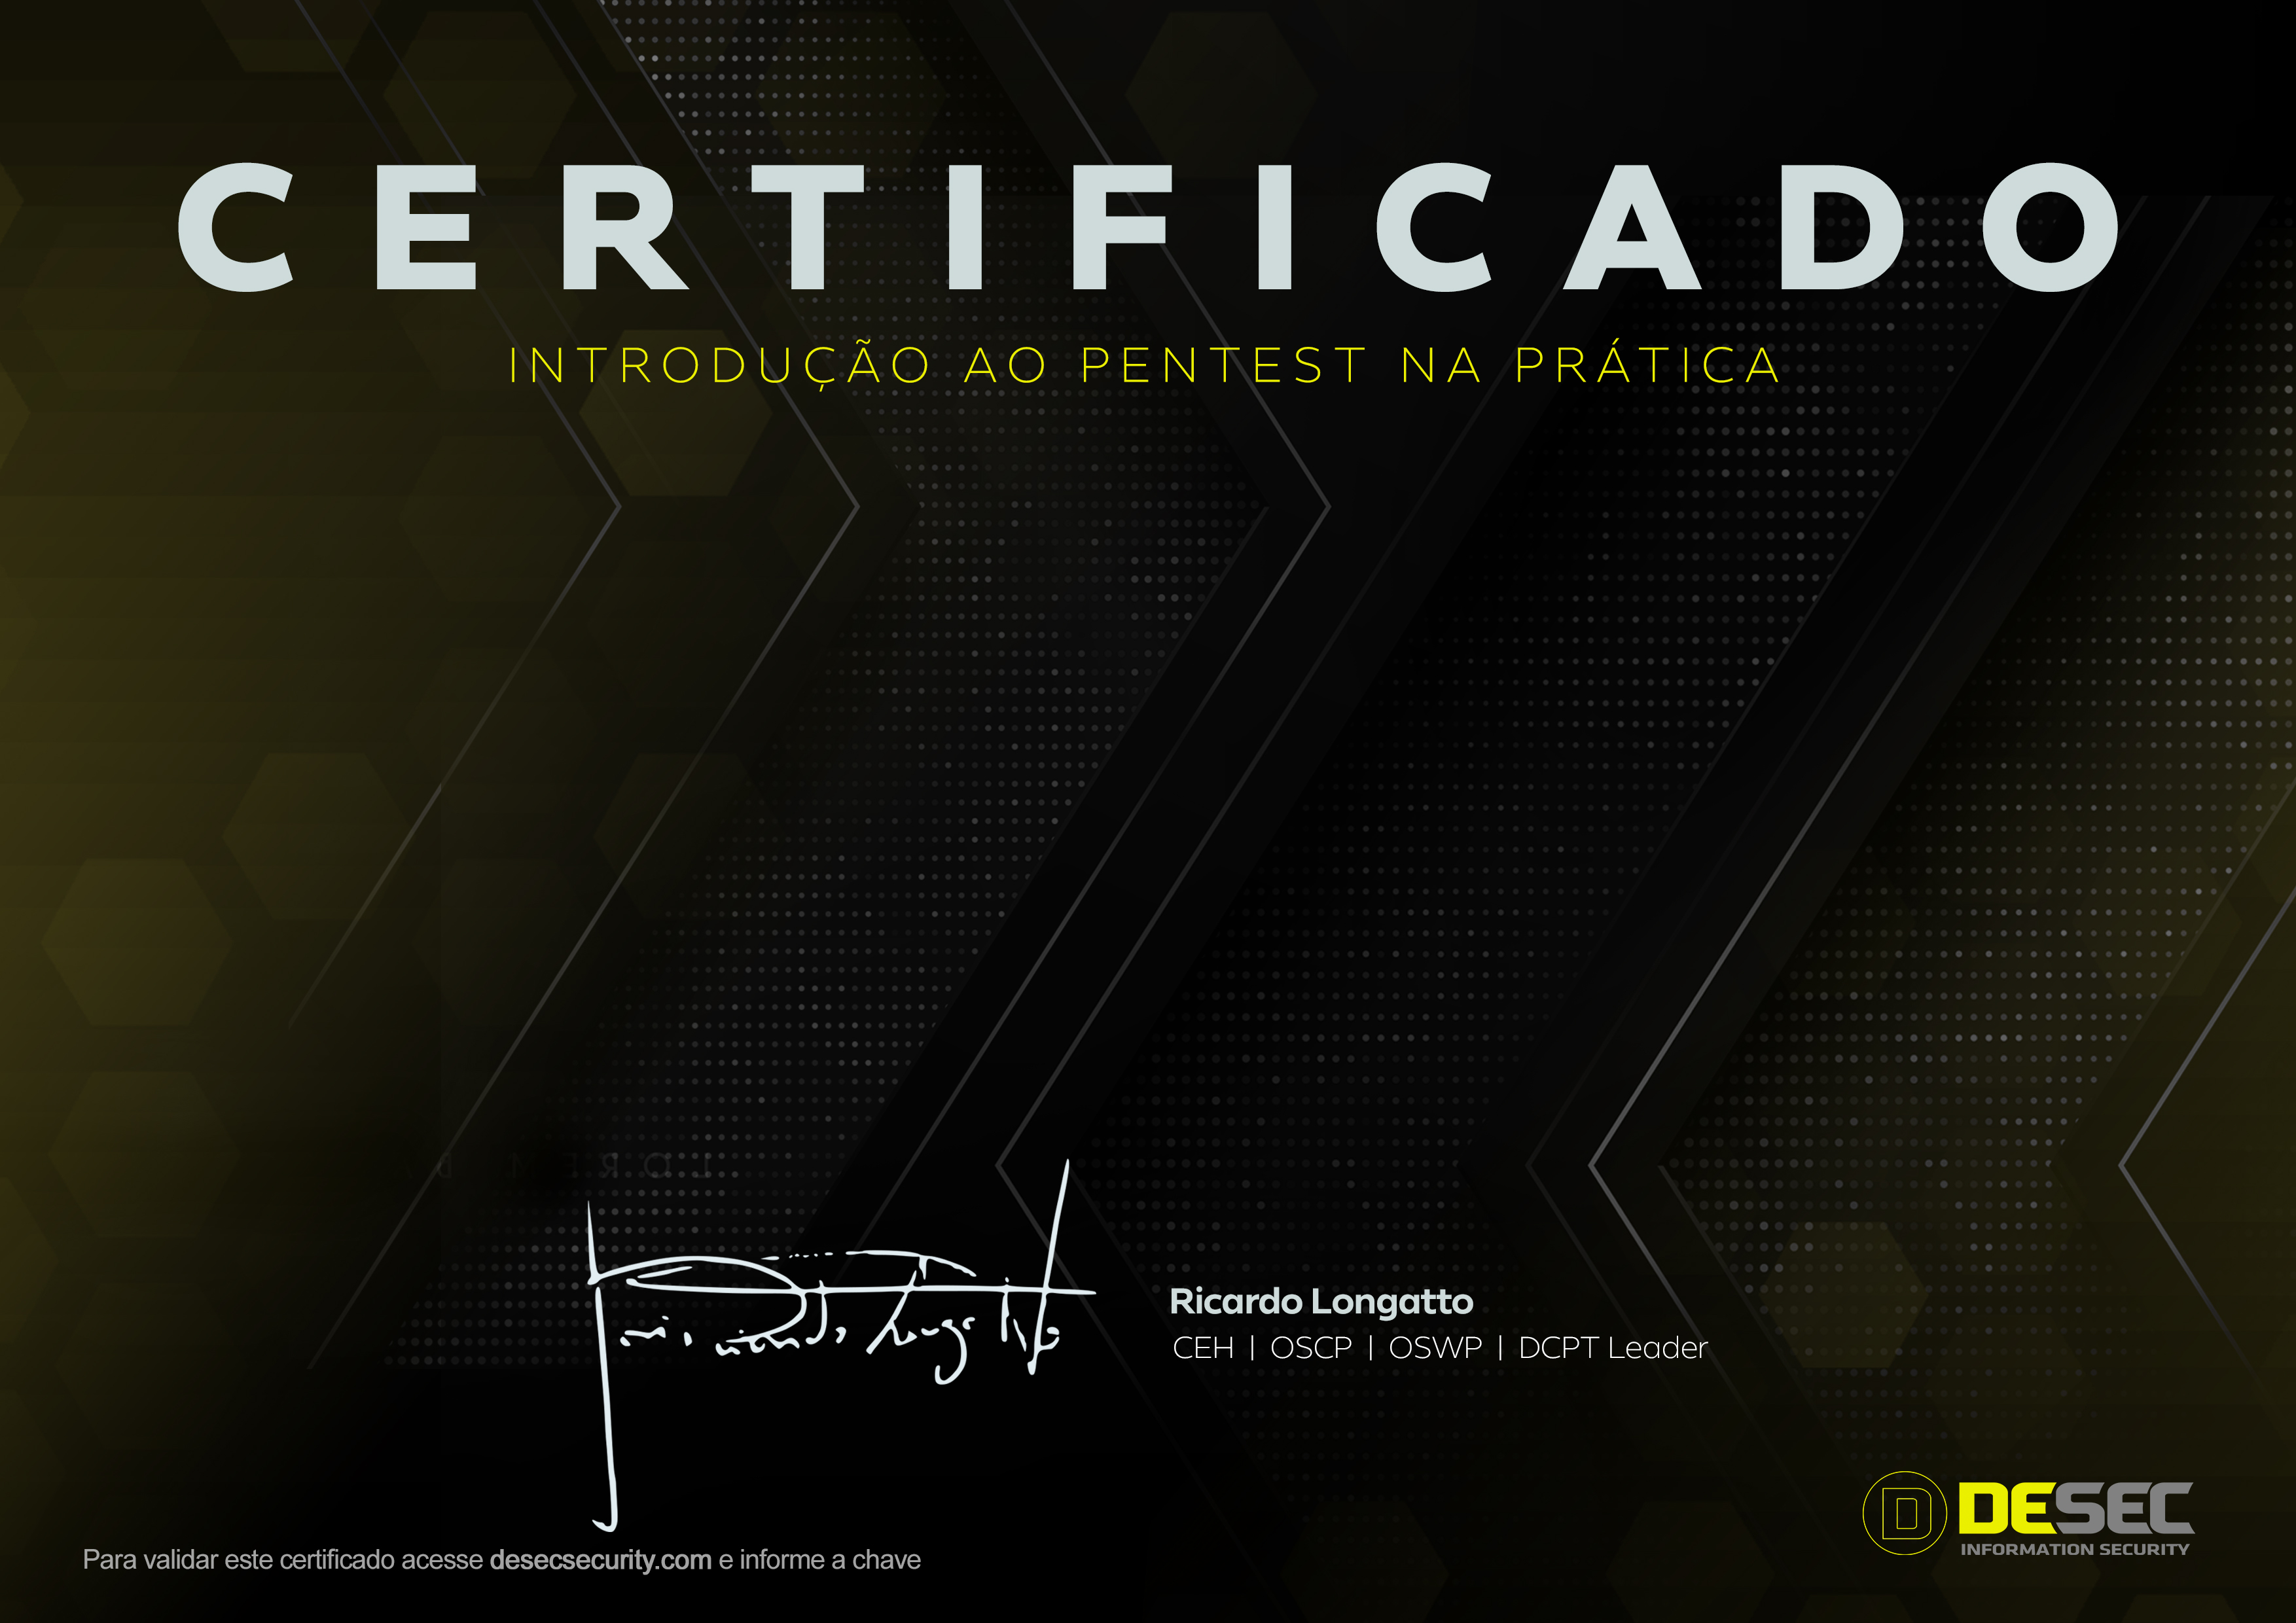 CERTIFICADO
INTRODUÇÃO AO PENTEST NA PRÁTICA
Ricardo Longatto
CEH | OSCP | OSWP | DCPT Leader
DESEC
INFORMATION SECURITY
Para validar este certificado acesse desecsecurity.com e informe a chave